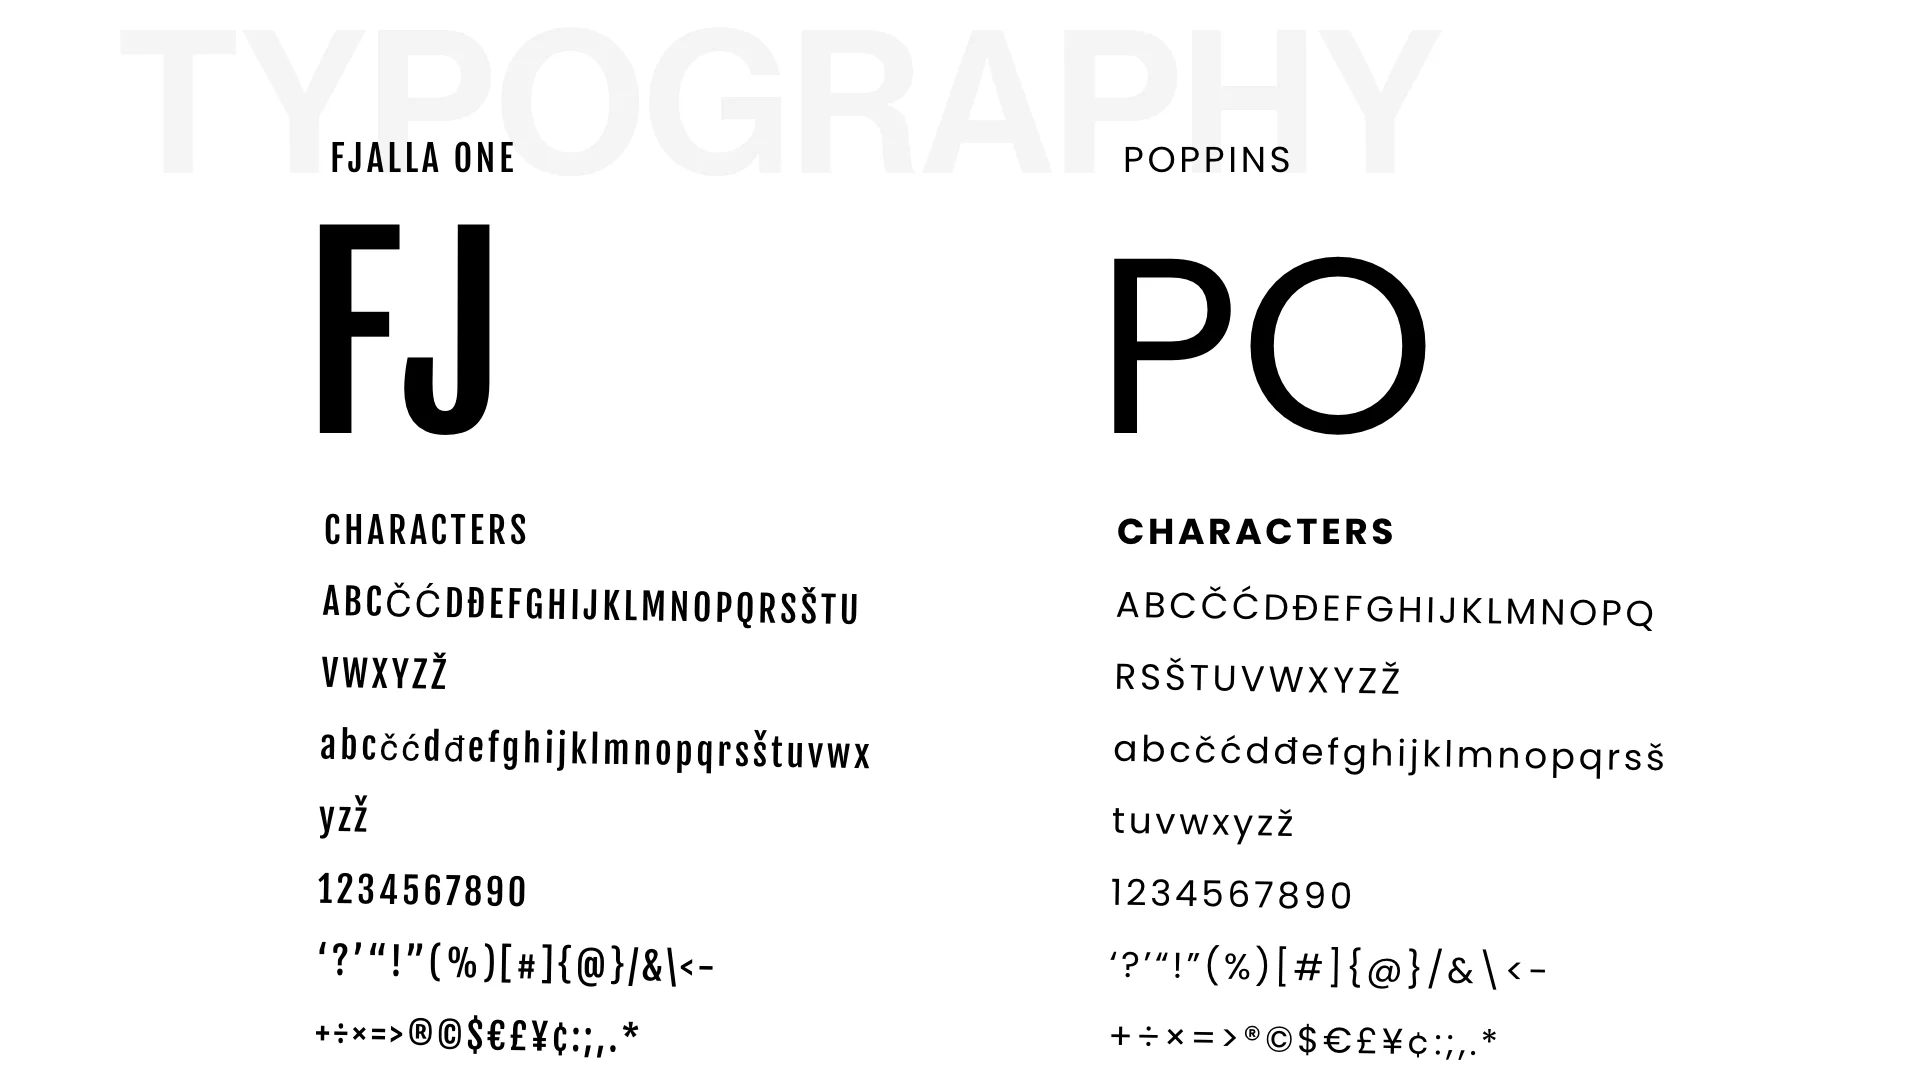 TYPOGRAPHY
FJALLA ONE
FJ
CHARACTERS
ABCČĆDĐEFGHIJKLMNOPQRSŠTU
VWXYZŽ
abcčćdđefghijklmnopqrsštuvwx
yzž
1234567890
‘?’“!”(%)[#]{@}/&\<-
+÷×=>®©$€£¥¢:;,.*
POPPINS
PO
CHARACTERS
ABCČĆDĐEFGHIJKLMNOPQ
RSŠTUVWXYZŽ
abcčćdđefghijklmnopqrsš
tuvwxyzž
1234567890
‘?’“!”(%)[#]{@}/&\<-
+÷×=>®©$€£¥¢:;,.*